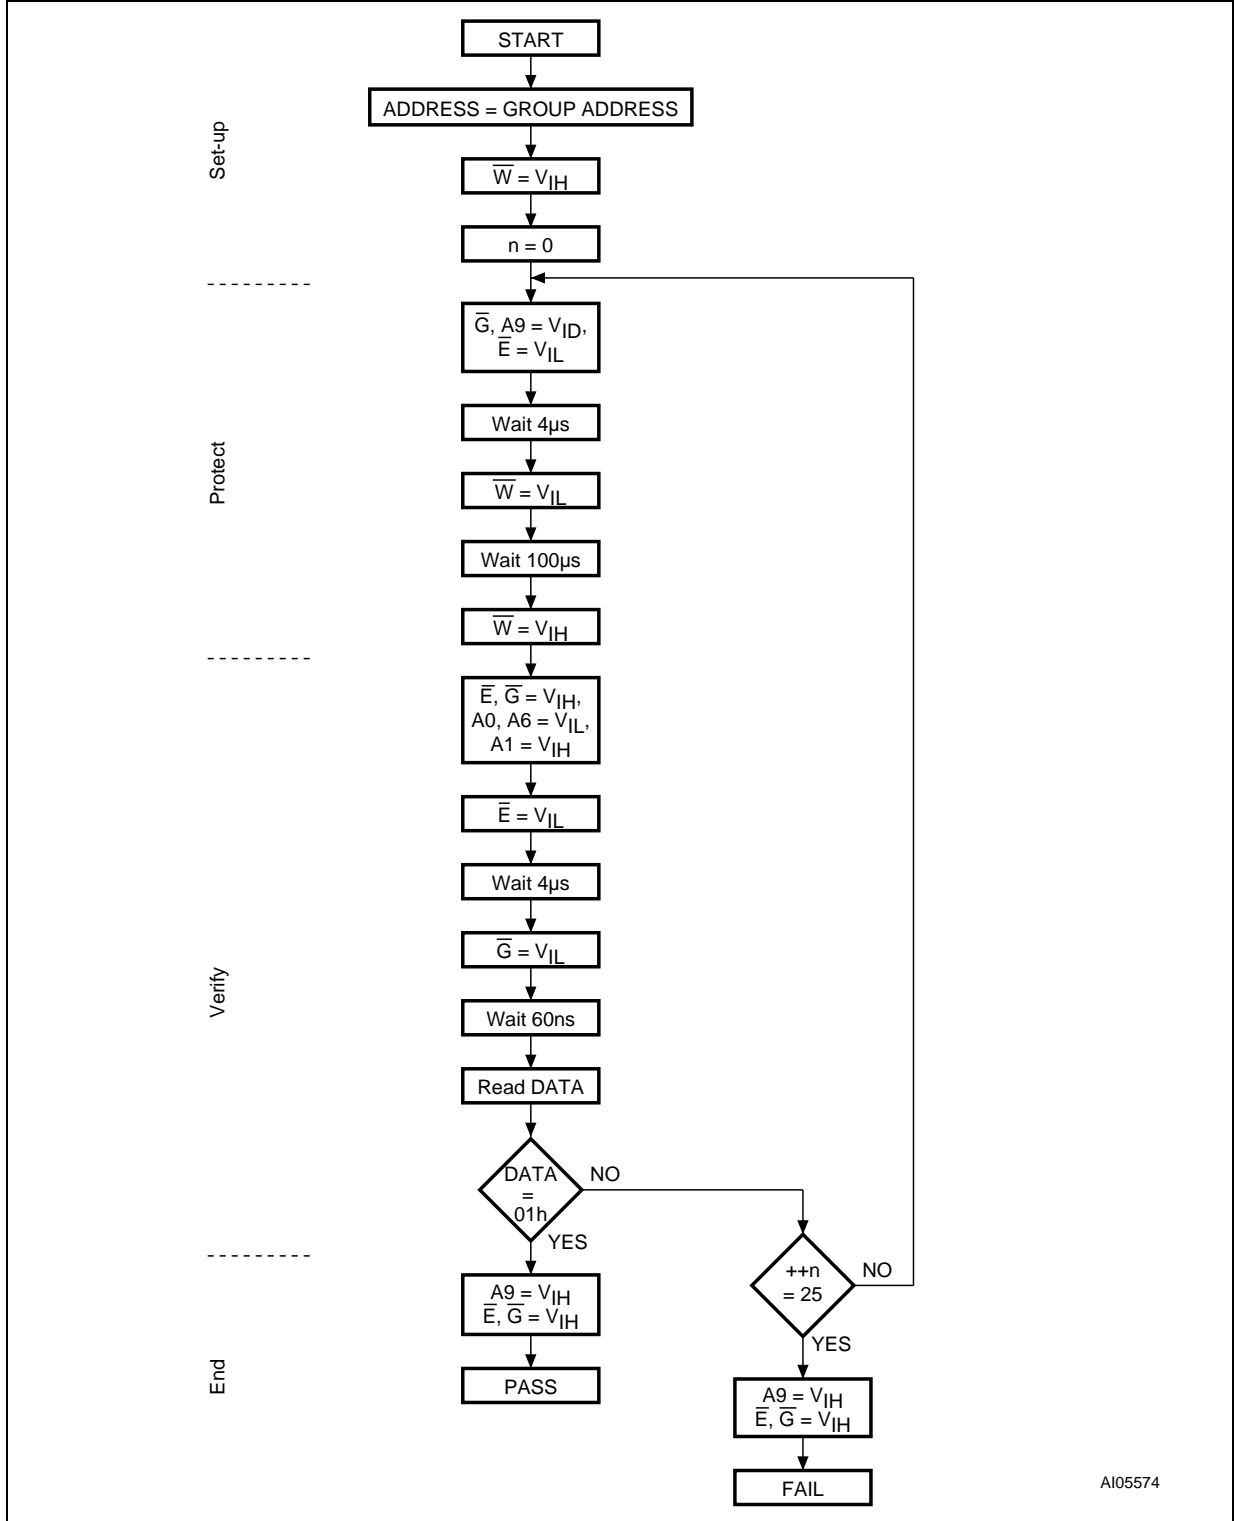 START
ADDRESS = GROUP ADDRESS
Set-up
W̅ = VIH
n = 0
G̅, A9 = VID,
E̅ = VIL
Wait 4µs
Protect
W̅ = VIL
Wait 100µs
W̅ = VIH
E̅, G̅ = VIH,
A0, A6 = VIL,
A1 = VIH
E̅ = VIL
Wait 4µs
G̅ = VIL
Verify
Wait 60ns
Read DATA
DATA
=
01h
NO
YES
++n
= 25
NO
YES
A9 = VIH
E̅, G̅ = VIH
End
PASS
A9 = VIH
E̅, G̅ = VIH
FAIL
AI05574